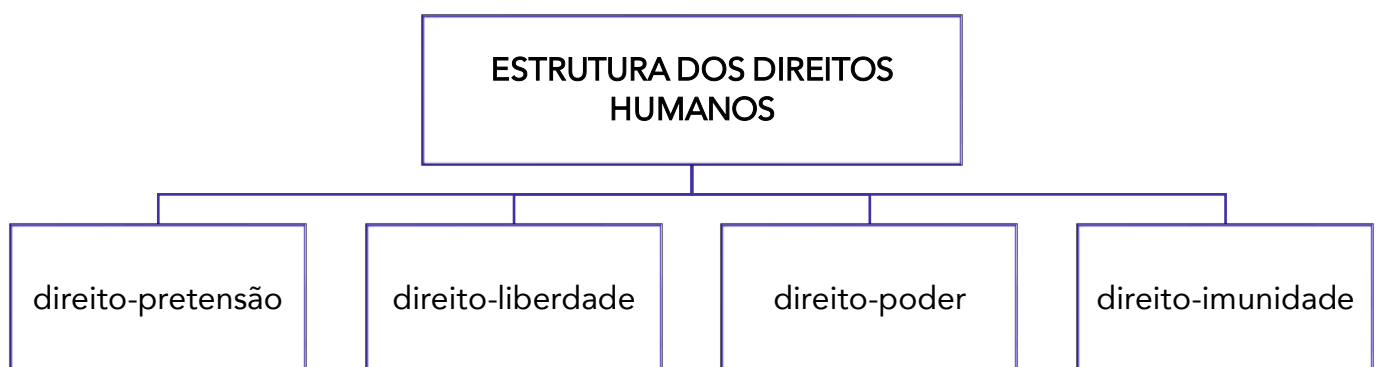 ESTRUTURA DOS DIREITOS
HUMANOS
direito-pretensão
direito-liberdade
direito-poder
direito-imunidade